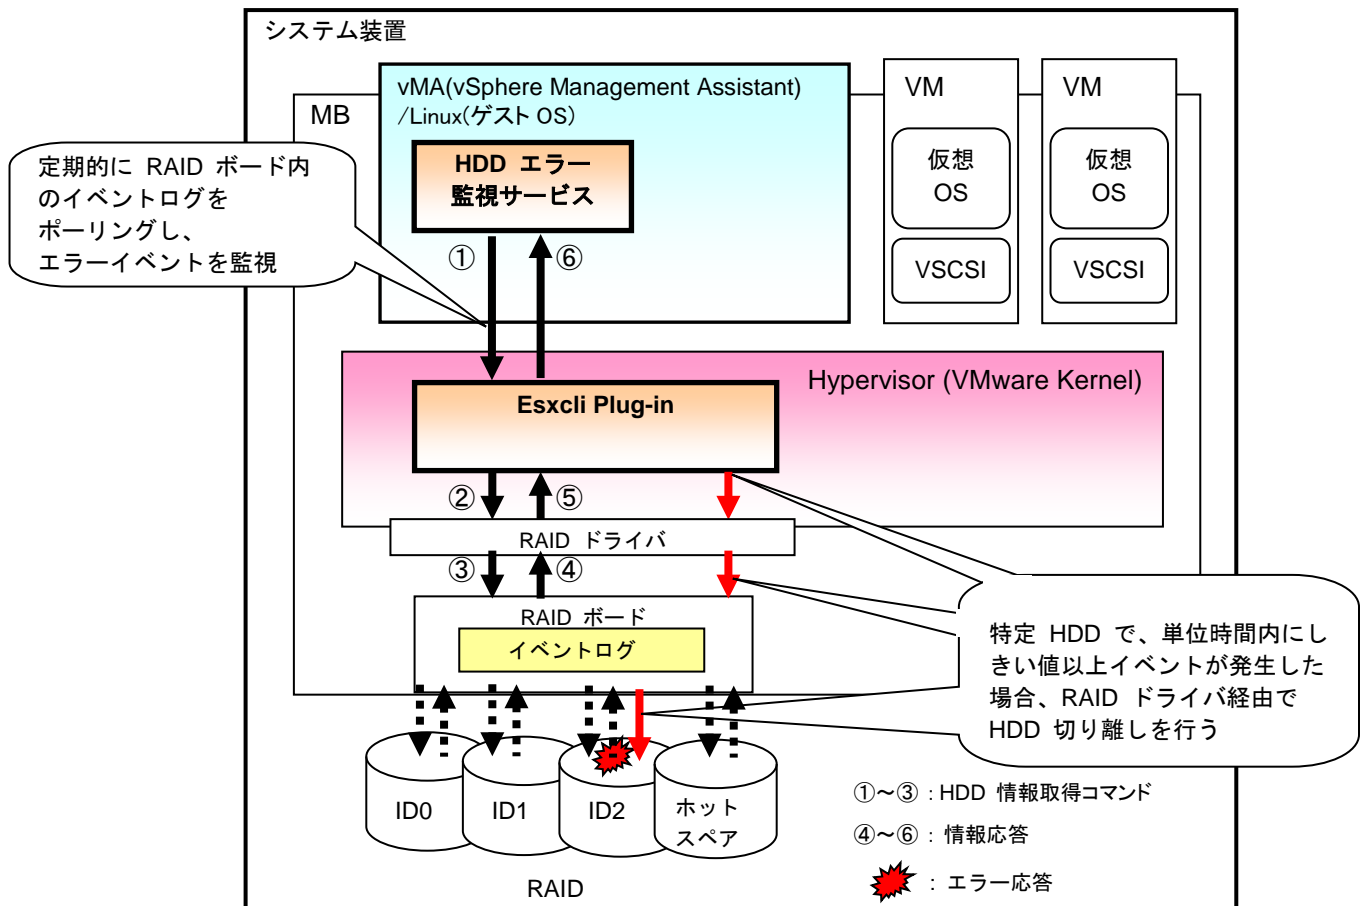 システム装置
vMA(vSphere Management Assistant)
/Linux(ゲスト OS)
VM
VM
MB
HDD エラー
監視サービス
仮想
OS
仮想
OS
VSCSI
VSCSI
定期的に RAID ボード内
のイベントログを
ポーリングし、
エラーイベントを監視
① ⑥
Hypervisor (VMware Kernel)
Esxcli Plug-in
② ⑤
RAID ドライバ
③ ④
RAID ボード
イベントログ
特定 HDD で、単位時間内にし
きい値以上イベントが発生した
場合、RAID ドライバ経由で
HDD 切り離しを行う
ID0
ID1
ID2
ホット
スペア
RAID
①～③ : HDD 情報取得コマンド
④～⑥ : 情報応答
: エラー応答